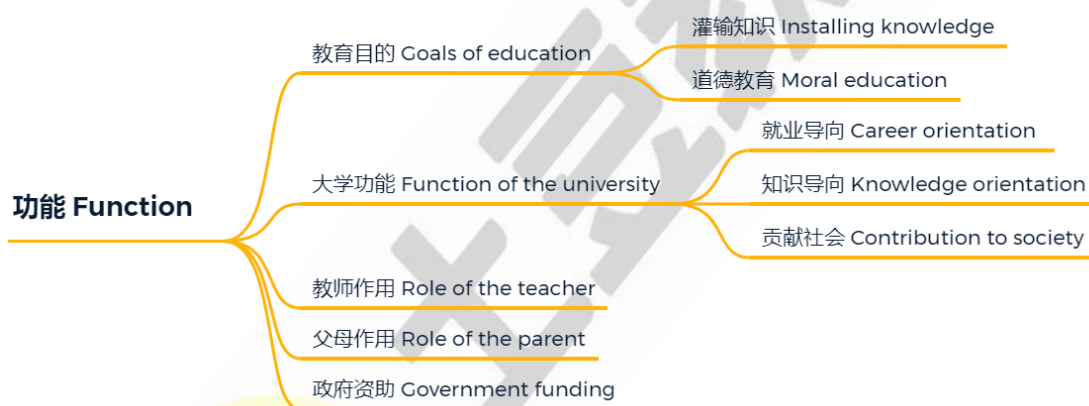 功能 Function
教育目的 Goals of education
灌输知识 Installing knowledge
道德教育 Moral education
大学功能 Function of the university
就业导向 Career orientation
知识导向 Knowledge orientation
贡献社会 Contribution to society
教师作用 Role of the teacher
父母作用 Role of the parent
政府资助 Government funding